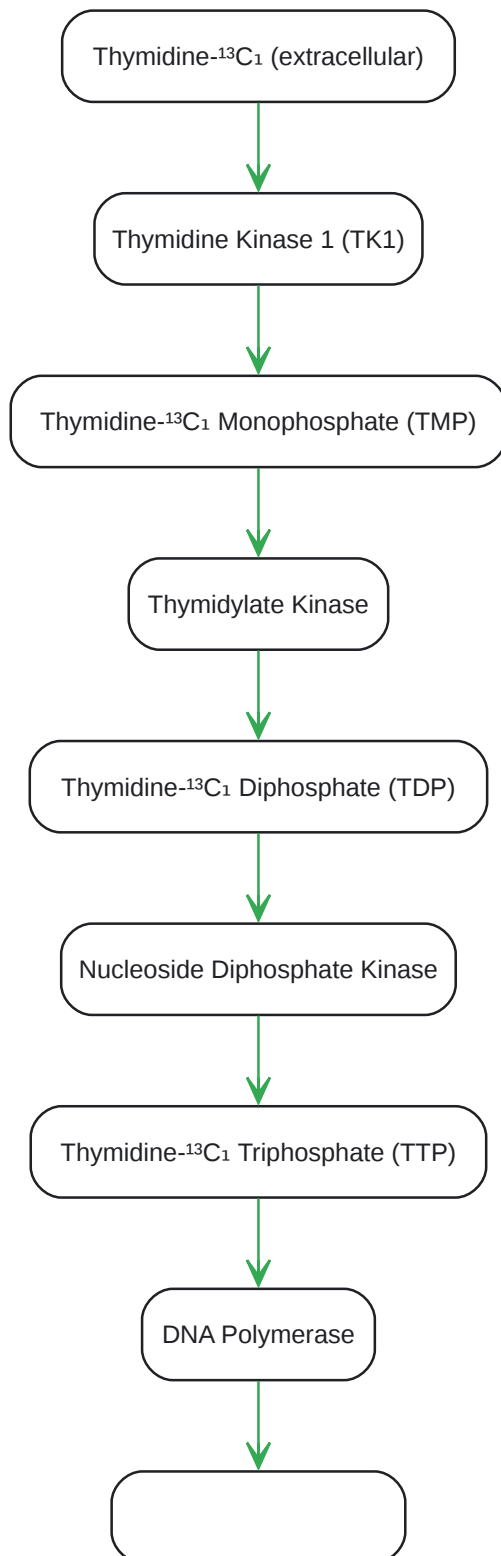 Thymidine-¹³C₁ (extracellular)
Thymidine Kinase 1 (TK1)
Thymidine-¹³C₁ Monophosphate (TMP)
Thymidylate Kinase
Thymidine-¹³C₁ Diphosphate (TDP)
Nucleoside Diphosphate Kinase
Thymidine-¹³C₁ Triphosphate (TTP)
DNA Polymerase